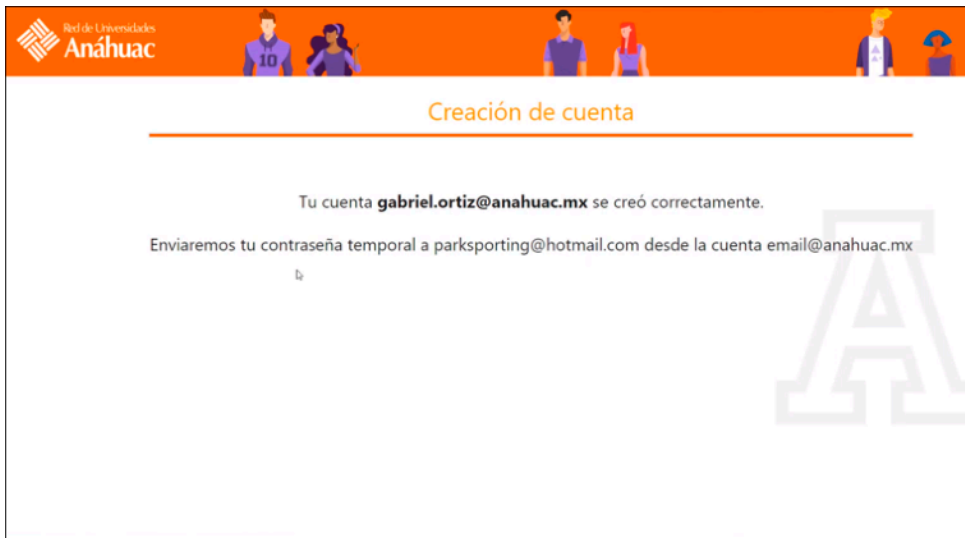 Red de Universidades
Anáhuac
10
Creación de cuenta
Tu cuenta gabriel.ortiz@anahuac.mx se creó correctamente.
Enviaremos tu contraseña temporal a parksporting@hotmail.com desde la cuenta email@anahuac.mx
A